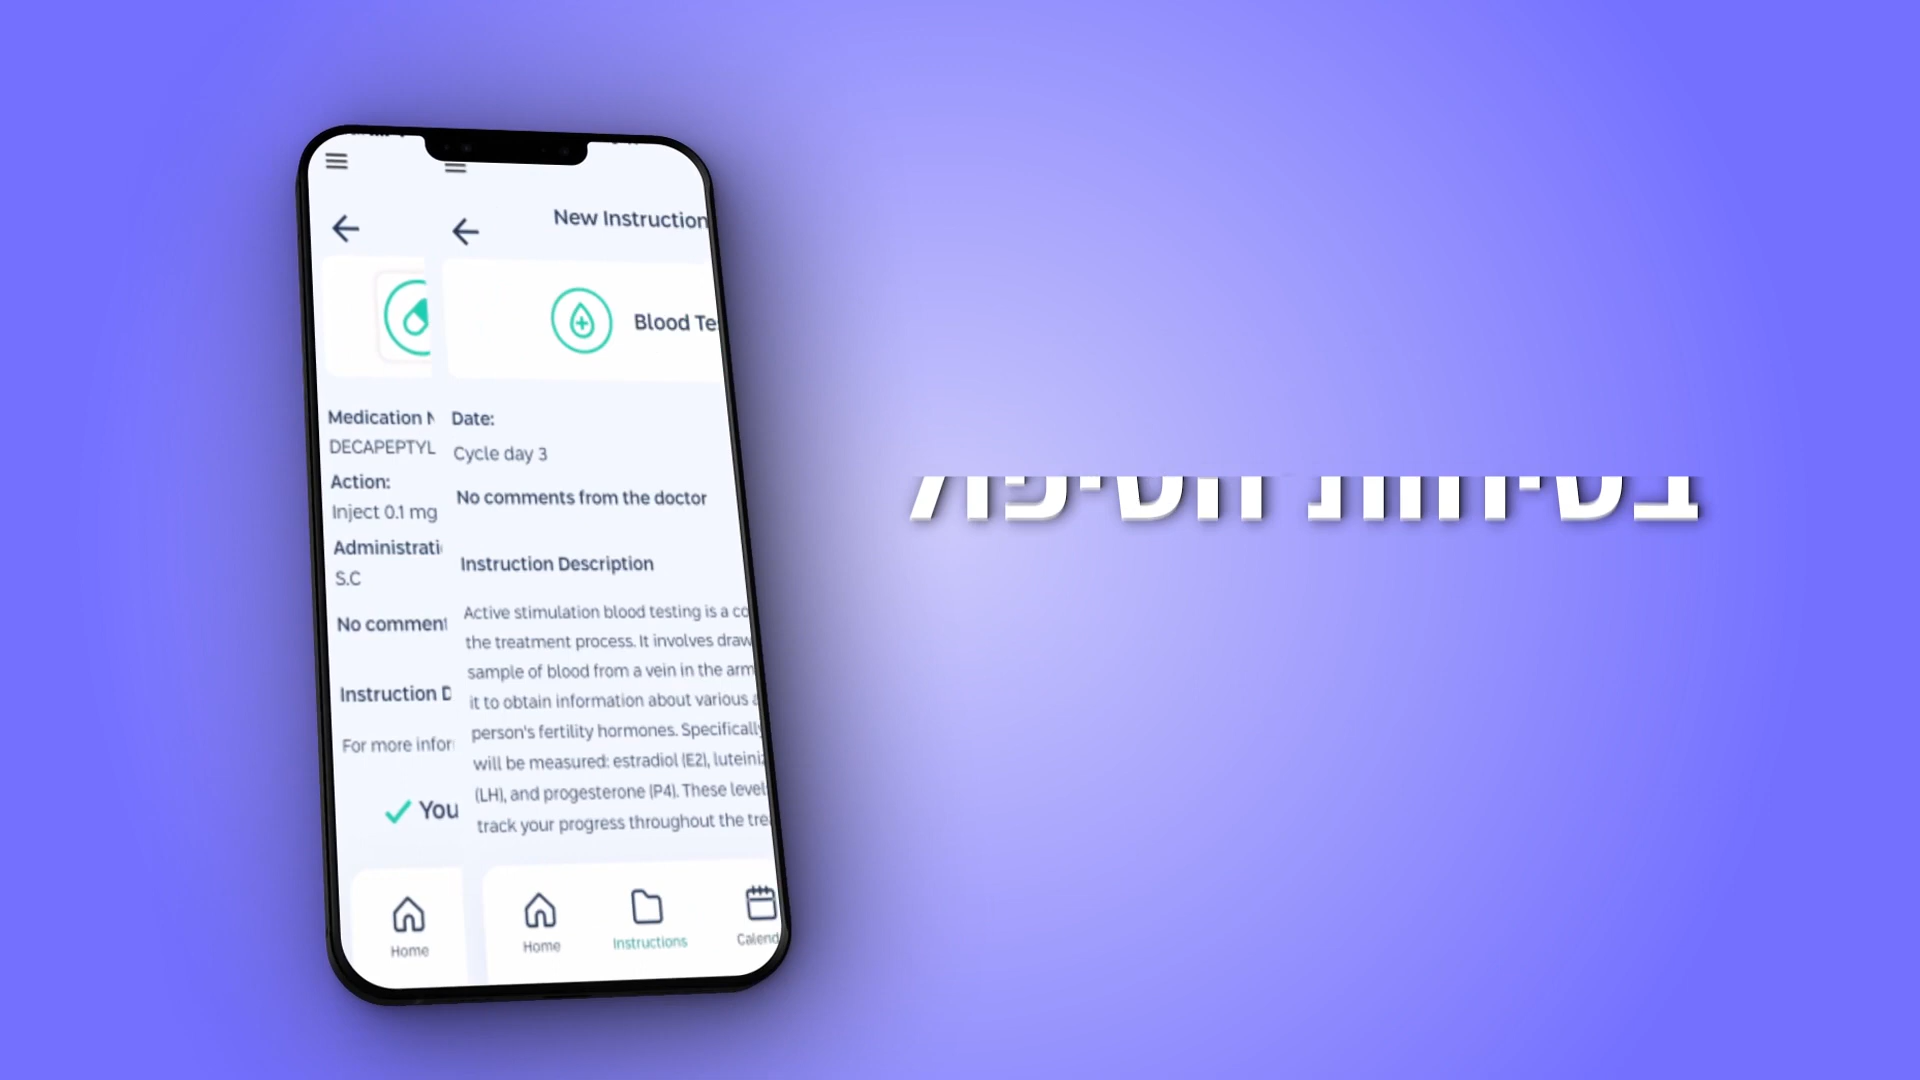 New Instruction
Blood Te
Medication
DECAPEPTYL
Action:
Inject 0.1 mg
Administrati
S.C
No comment
Instruction D
For more infor
You
Home
Date:
Cycle day 3
No comments from the doctor
Instruction Description
Active stimulation blood testing is a co
the treatment process. It involves draw
sample of blood from a vein in the arm
it to obtain information about various
person's fertility hormones. Specifically
will be measured: estradiol (E2), luteiniz
(LH), and progesterone (P4). These level
track your progress throughout the trea
Home
Instructions
Calend
בטיחות הטיפול